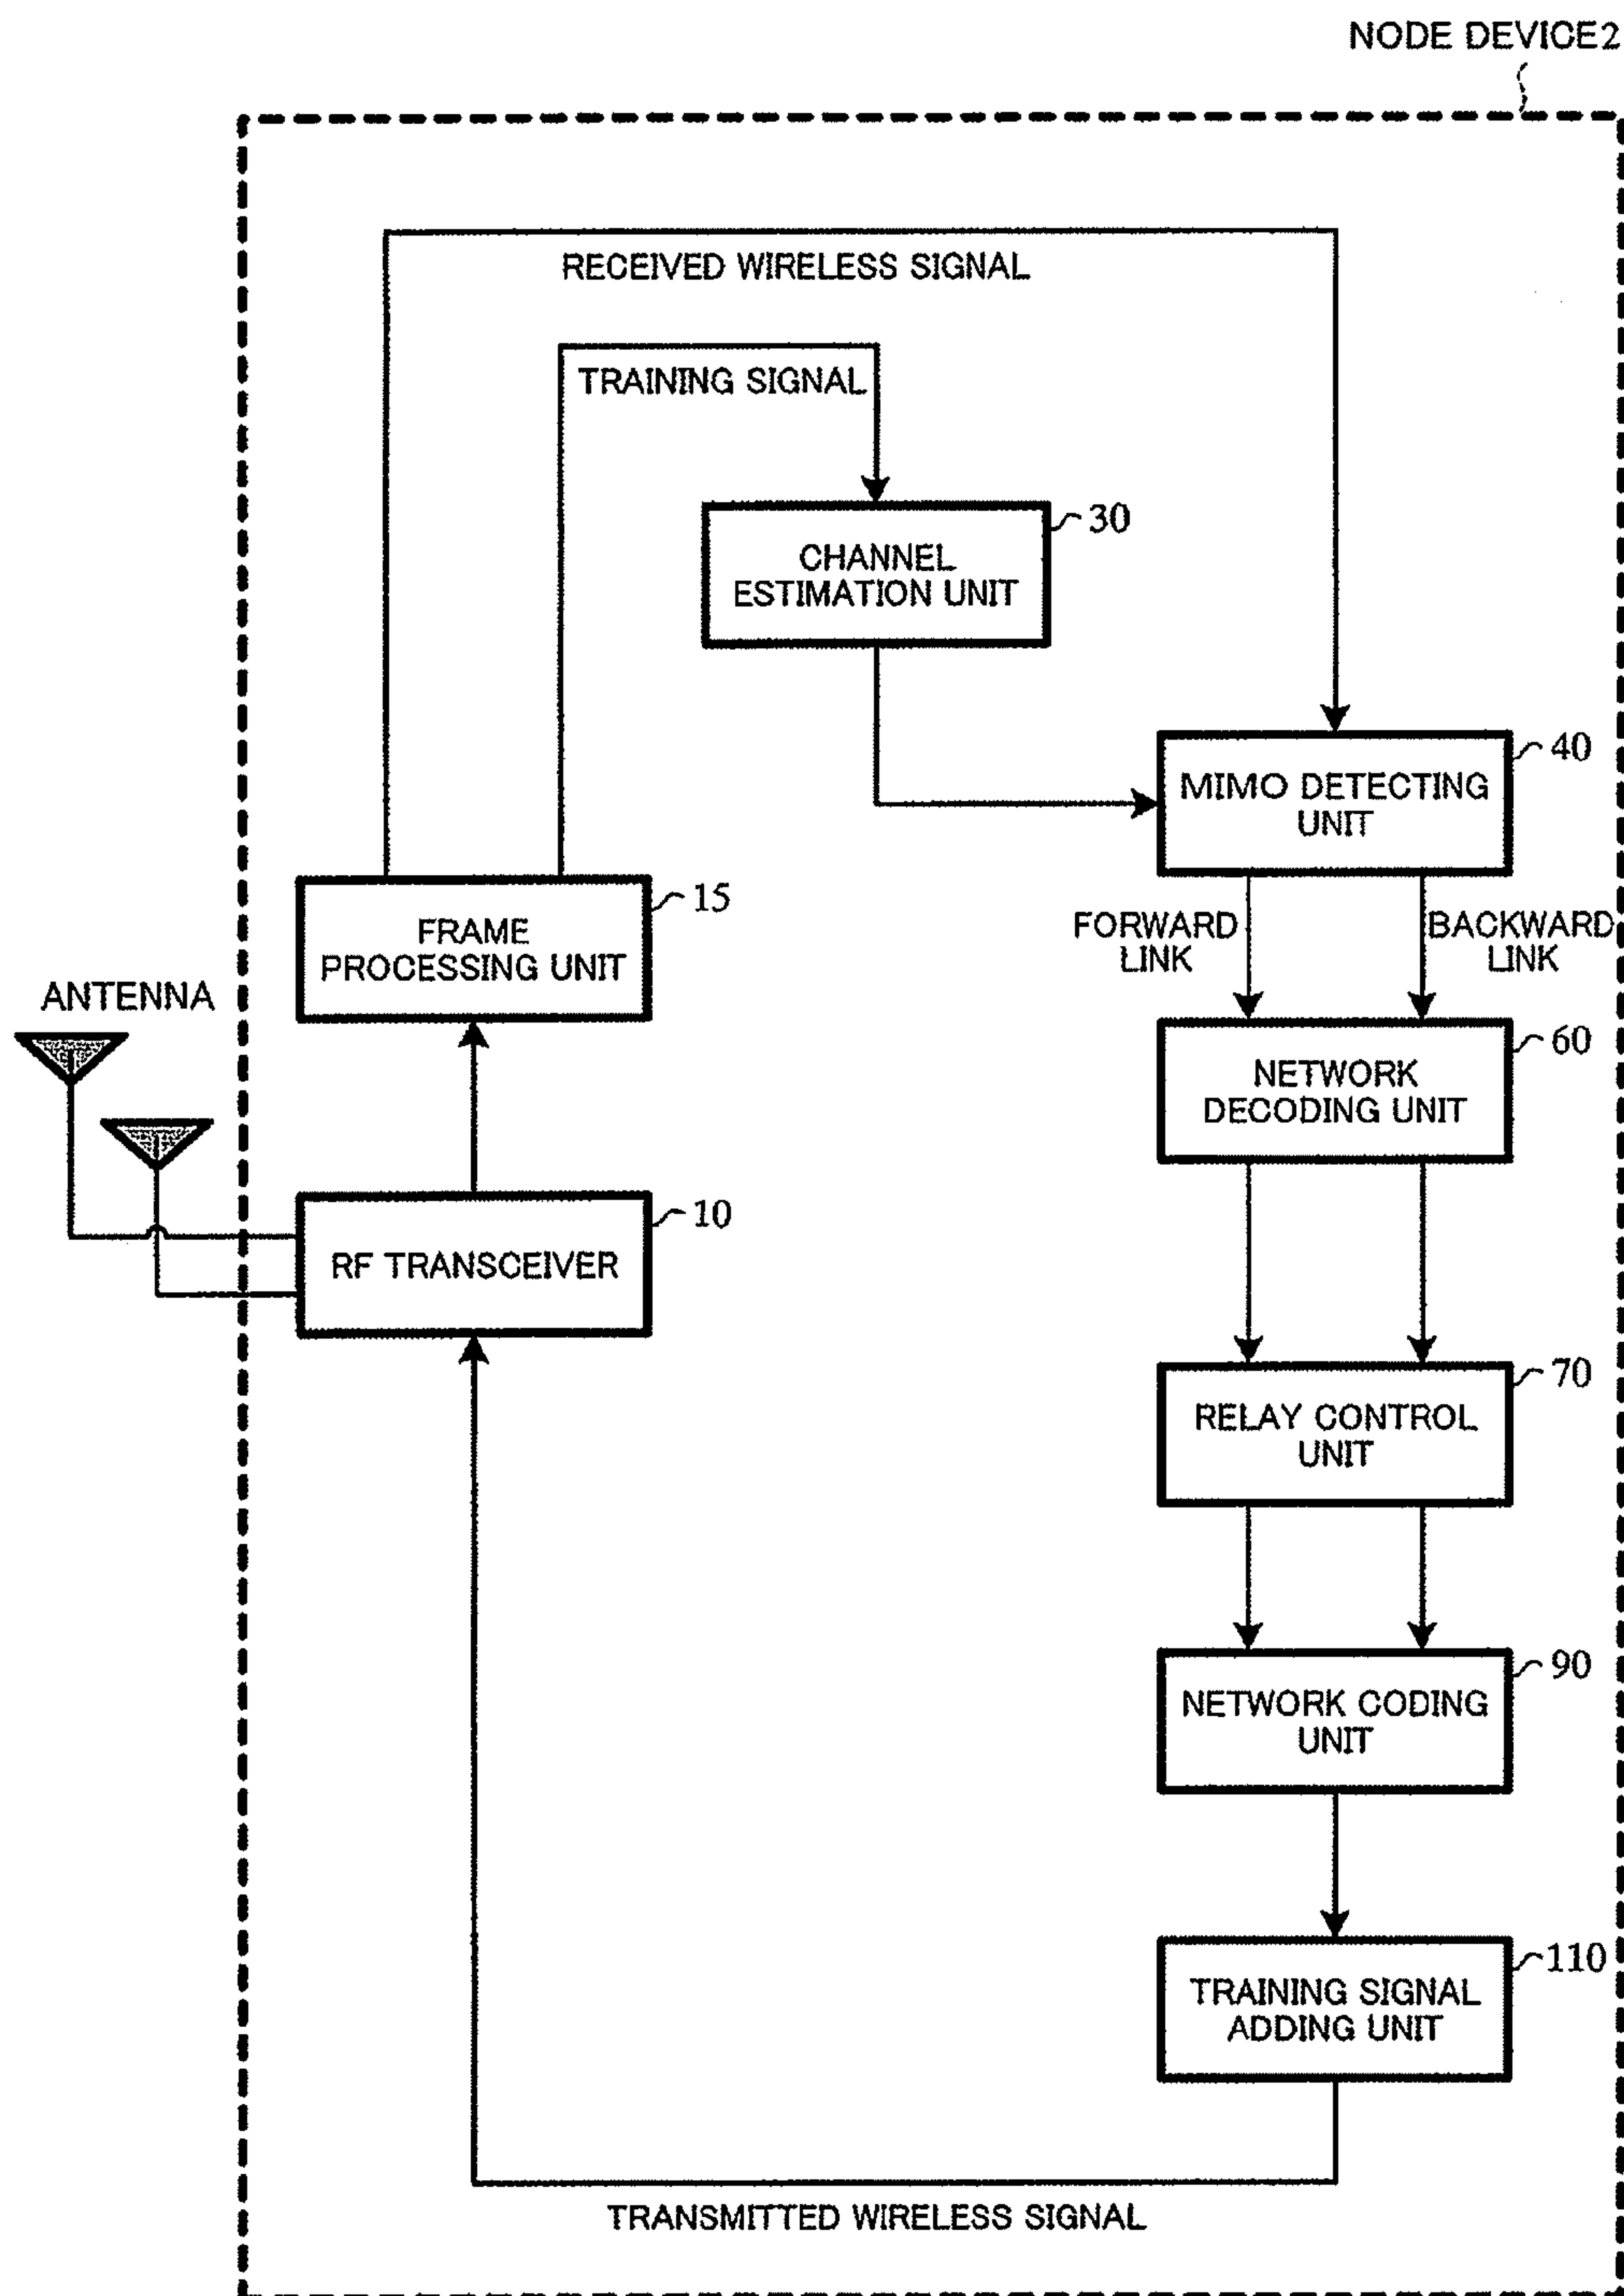 NODE DEVICE2
RECEIVED WIRELESS SIGNAL
TRAINING SIGNAL
30
CHANNEL
ESTIMATION UNIT
40
MIMO DETECTING
UNIT
15
FRAME
PROCESSING UNIT
FORWARD
LINK
BACKWARD
LINK
ANTENNA
60
NETWORK
DECODING UNIT
10
RF TRANSCEIVER
70
RELAY CONTROL
UNIT
90
NETWORK CODING
UNIT
110
TRAINING SIGNAL
ADDING UNIT
TRANSMITTED WIRELESS SIGNAL